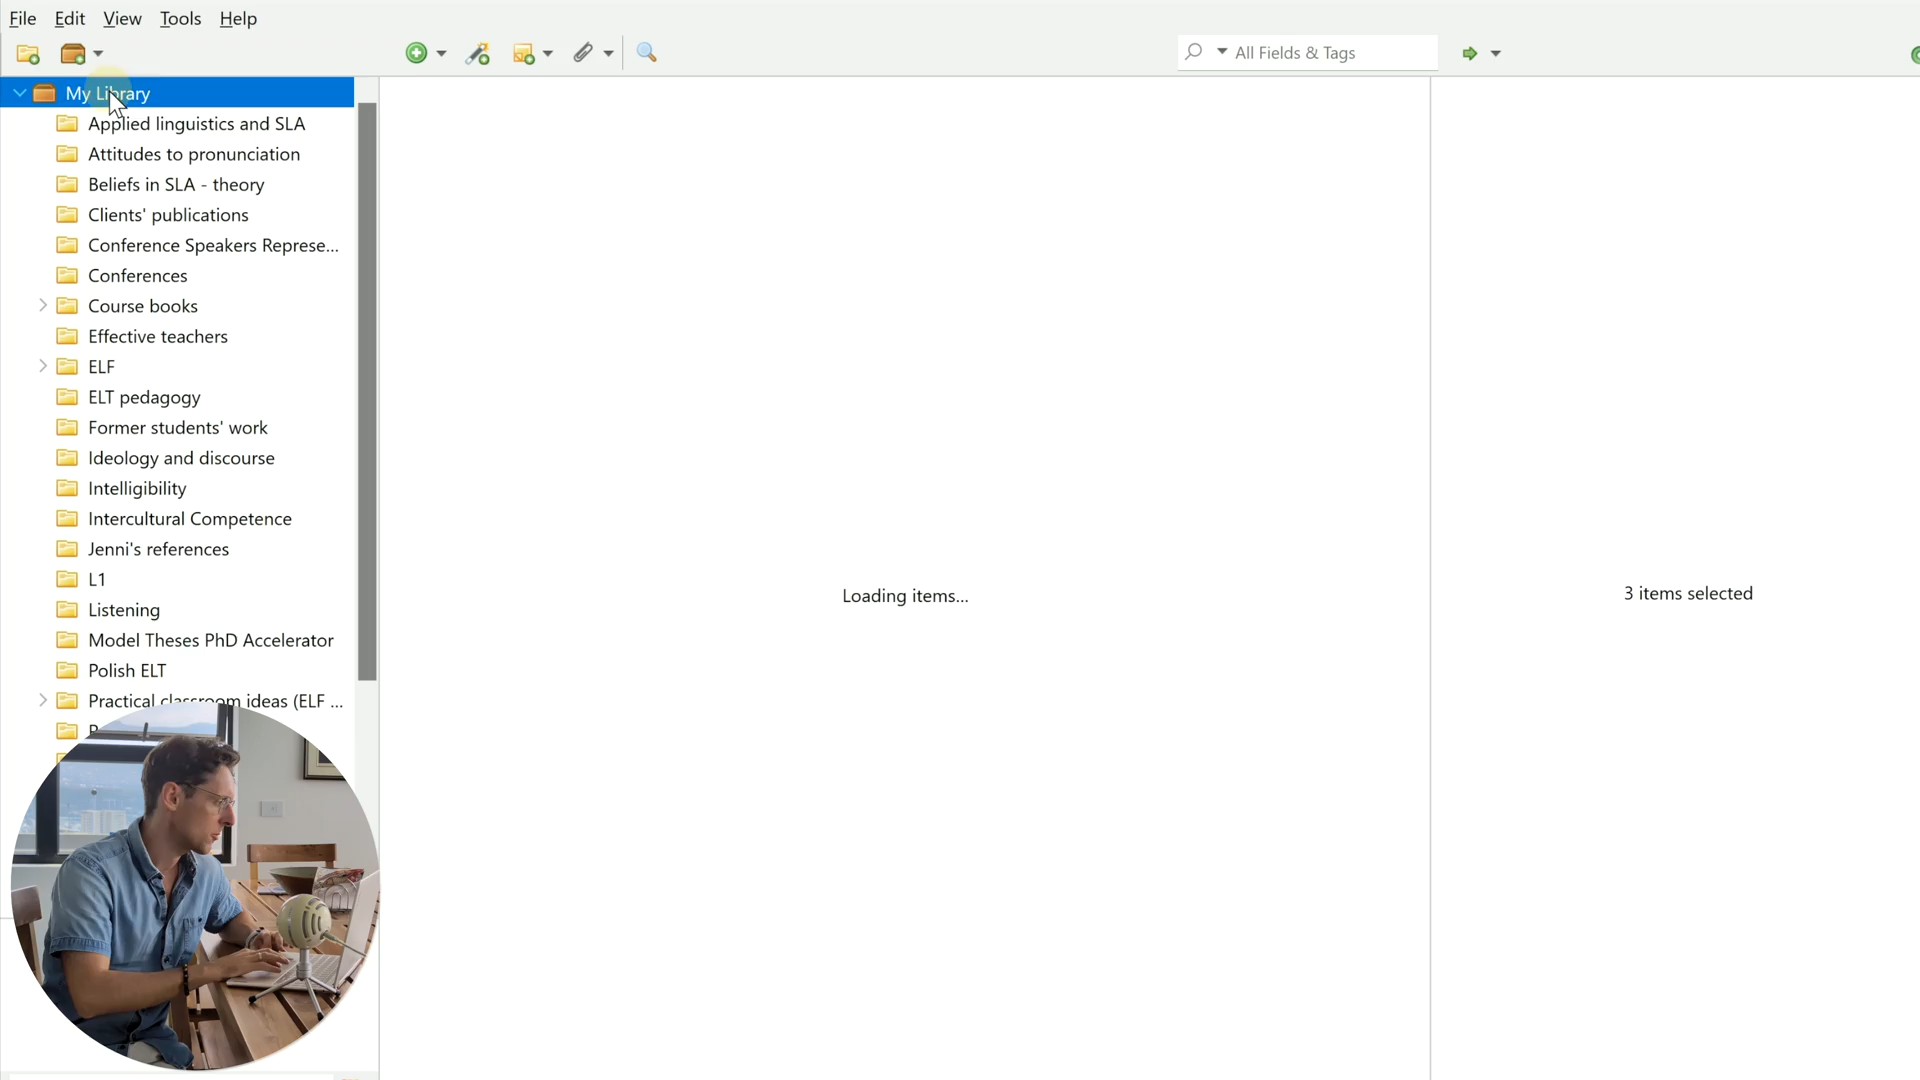 File Edit View Tools Help
All Fields & Tags
My Library
Applied linguistics and SLA
Attitudes to pronunciation
Beliefs in SLA - theory
Clients' publications
Conference Speakers Represe...
Conferences
Course books
Effective teachers
ELF
ELT pedagogy
Former students' work
Ideology and discourse
Intelligibility
Intercultural Competence
Jenni's references
L1
Listening
Model Theses PhD Accelerator
Polish ELT
Practical classroom ideas (ELF ...
Loading items...
3 items selected